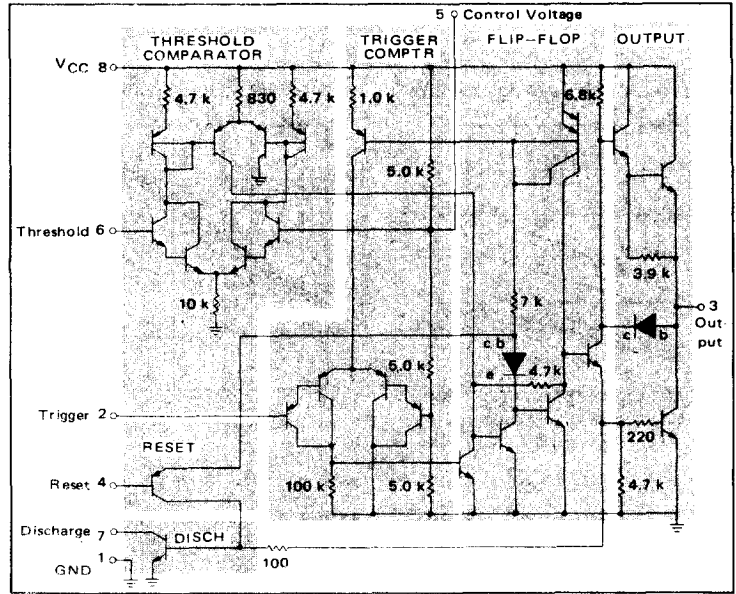 5 Control Voltage
THRESHOLD
COMPARATOR
TRIGGER
COMPTR
FLIP-FLOP
OUTPUT
VCC 8
4.7 k
830
4.7 k
1.0 k
6.8k
5.0 k
Threshold 6
3.9 k
10 k
7 k
3
Out-
put
c b
c
b
5.0 k
e
4.7k
Trigger 2
220
RESET
Reset 4
100 k
5.0 k
4.7 k
Discharge
7
DISCH
1
GND
100